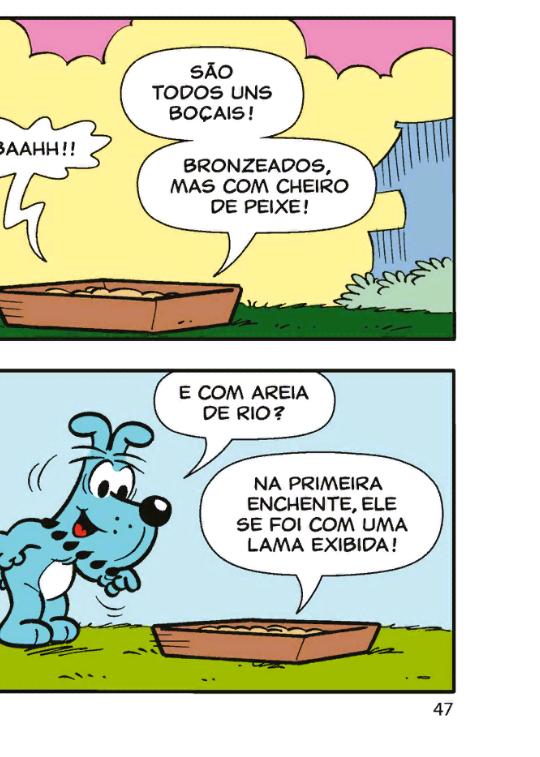 SÃO
TODOS UNS
BOÇAIS!
BAAHH!!
BRONZEADOS,
MAS COM CHEIRO
DE PEIXE!
E COM AREIA
DE RIO?
NA PRIMEIRA
ENCHENTE, ELE
SE FOI COM UMA
LAMA EXIBIDA!
47